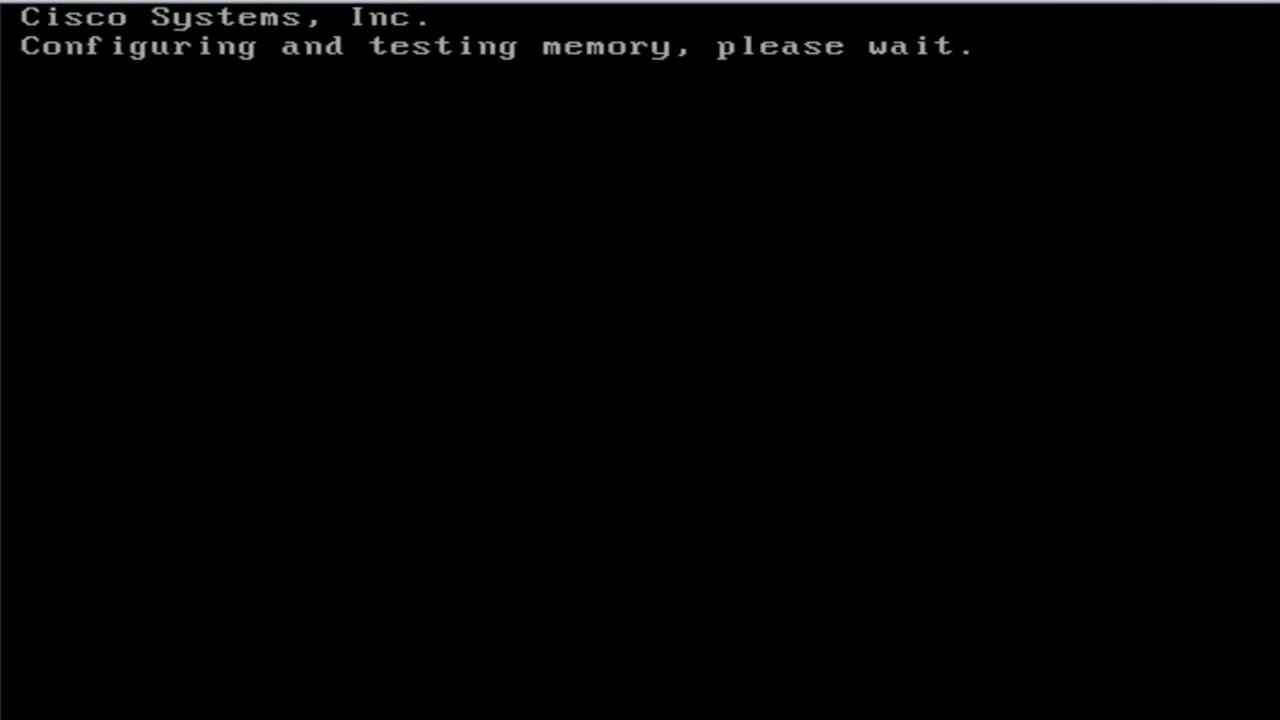 Cisco Systems, Inc.
Configuring and testing memory, please wait.